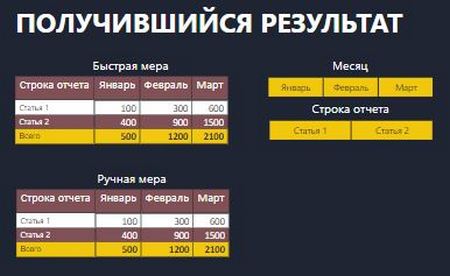 ПОЛУЧИВШИЙСЯ РЕЗУЛЬТАТ
Быстрая мера
Строка отчета Январь Февраль Март
Статья 1 100 300 600
Статья 2 400 900 1500
Всего 500 1200 2100
Месяц
Январь Февраль Март
Строка отчета
Статья 1 Статья 2
Ручная мера
Строка отчета Январь Февраль Март
Статья 1 100 300 600
Статья 2 400 900 1500
Всего 500 1200 2100